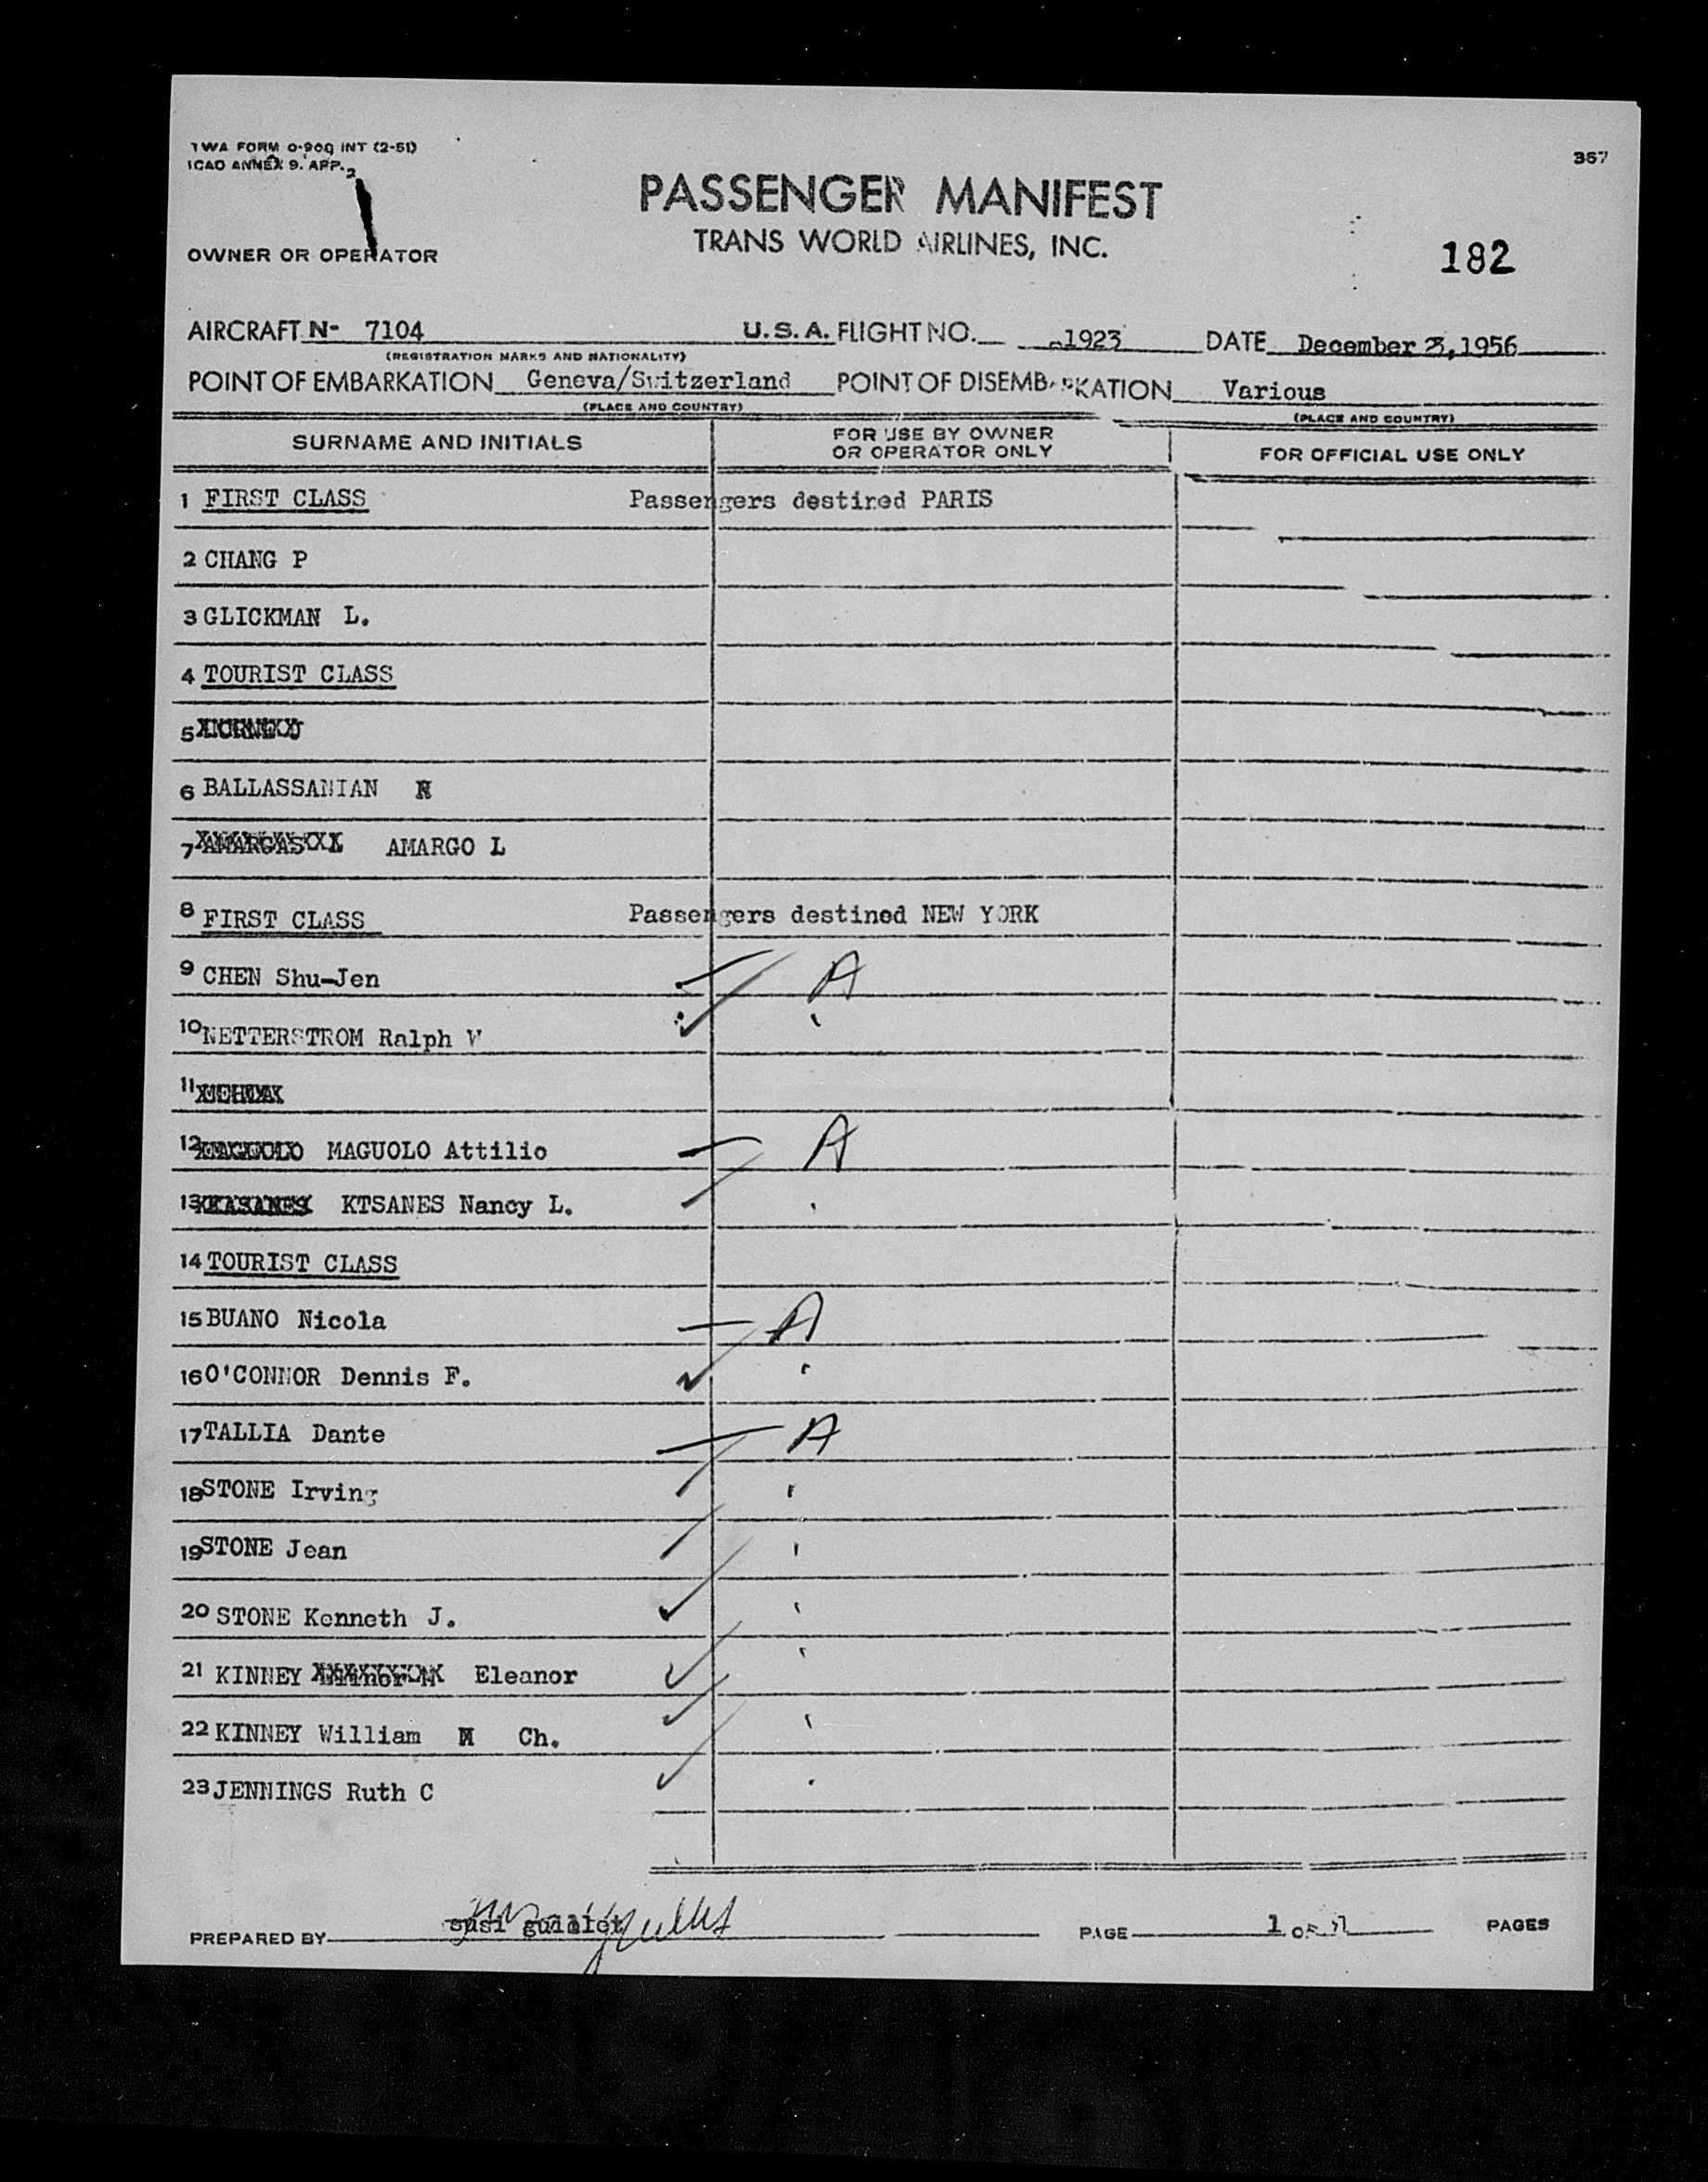 TWA FORM 0-900 INT (2-51)
ICAO ANNEX 9. APP. 2
367
PASSENGER MANIFEST
TRANS WORLD AIRLINES, INC.
OWNER OR OPERATOR
182
AIRCRAFT N- 7104 U.S.A. FLIGHT NO. 1923 DATE December 3, 1956
(REGISTRATION MARKS AND NATIONALITY)
POINT OF EMBARKATION Geneva/Switzerland POINT OF DISEMBARKATION Various
(PLACE AND COUNTRY) (PLACE AND COUNTRY)
SURNAME AND INITIALS FOR USE BY OWNER OR OPERATOR ONLY FOR OFFICIAL USE ONLY
1 FIRST CLASS Passengers destined PARIS
2 CHANG P
3 GLICKMAN L.
4 TOURIST CLASS
5
6 BALLASSANIAN
7 AMARGO L
8 FIRST CLASS Passengers destined NEW YORK
9 CHEN Shu-Jen A
10 NETTERSTROM Ralph W
11
12 MAGUOLO Attilio A
13 KTSANES Nancy L.
14 TOURIST CLASS
15 BUANO Nicola A
16 O'CONNOR Dennis F.
17 TALLIA Dante A
18 STONE Irving
19 STONE Jean
20 STONE Kenneth J.
21 KINNEY Eleanor
22 KINNEY William Ch.
23 JENNINGS Ruth C
PREPARED BY susi guillet PAGE 1 OF 1 PAGES